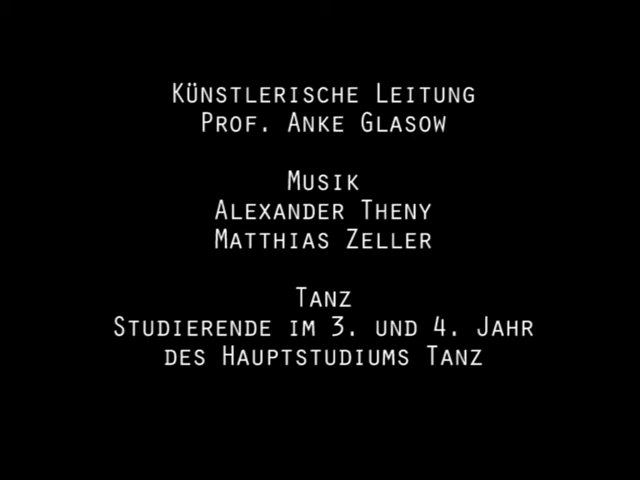 Künstlerische Leitung
Prof. Anke Glasow
Musik
Alexander Theny
Matthias Zeller
Tanz
Studierende im 3. und 4. Jahr
des Hauptstudiums Tanz